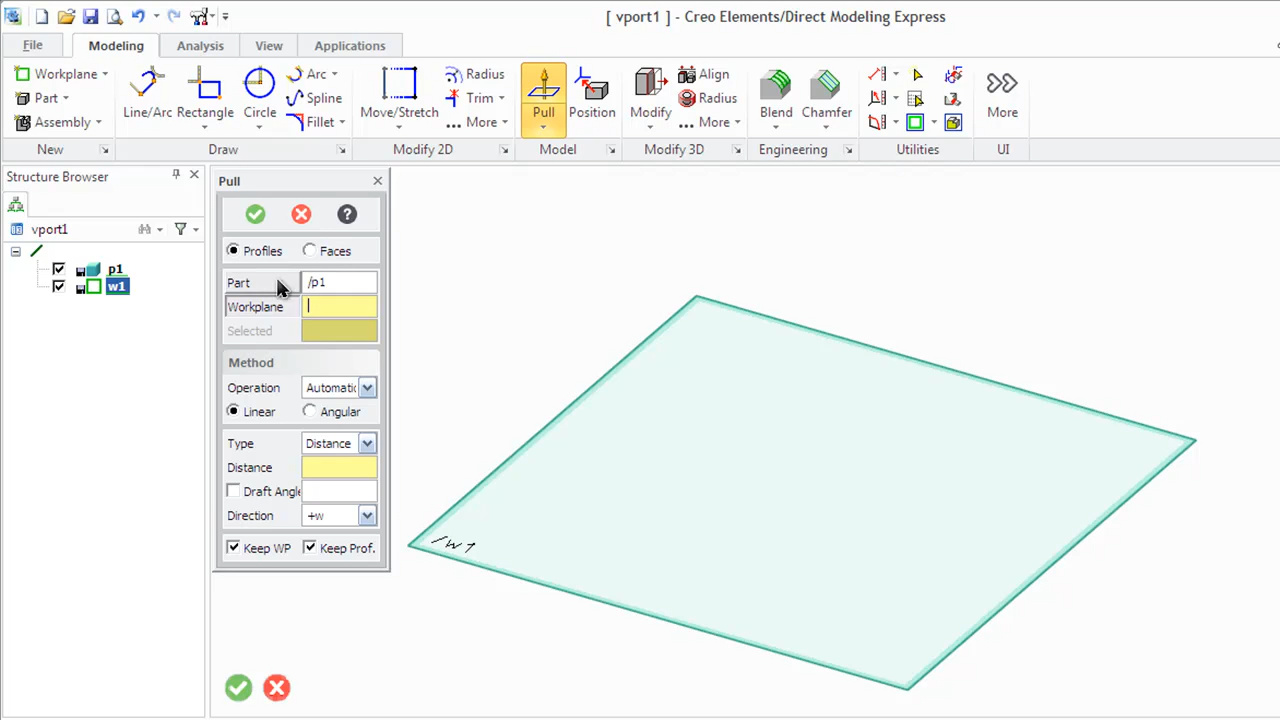 [ vport1 ] - Creo Elements/Direct Modeling Express
File
Modeling
Analysis
View
Applications
Workplane
Part
Assembly
New
Line/Arc
Rectangle
Circle
Arc
Spline
Fillet
Draw
Move/Stretch
Radius
Trim
... More
Modify 2D
Pull
Position
Model
Modify
Align
Radius
... More
Modify 3D
Blend
Chamfer
Engineering
Utilities
More
UI
Structure Browser
vport1
p1
w1
Pull
Profiles
Faces
Part
/p1
Workplane
Selected
Method
Operation
Automatic
Linear
Angular
Type
Distance
Distance
Draft Angle
Direction
+w
Keep WP
Keep Prof.
/w1